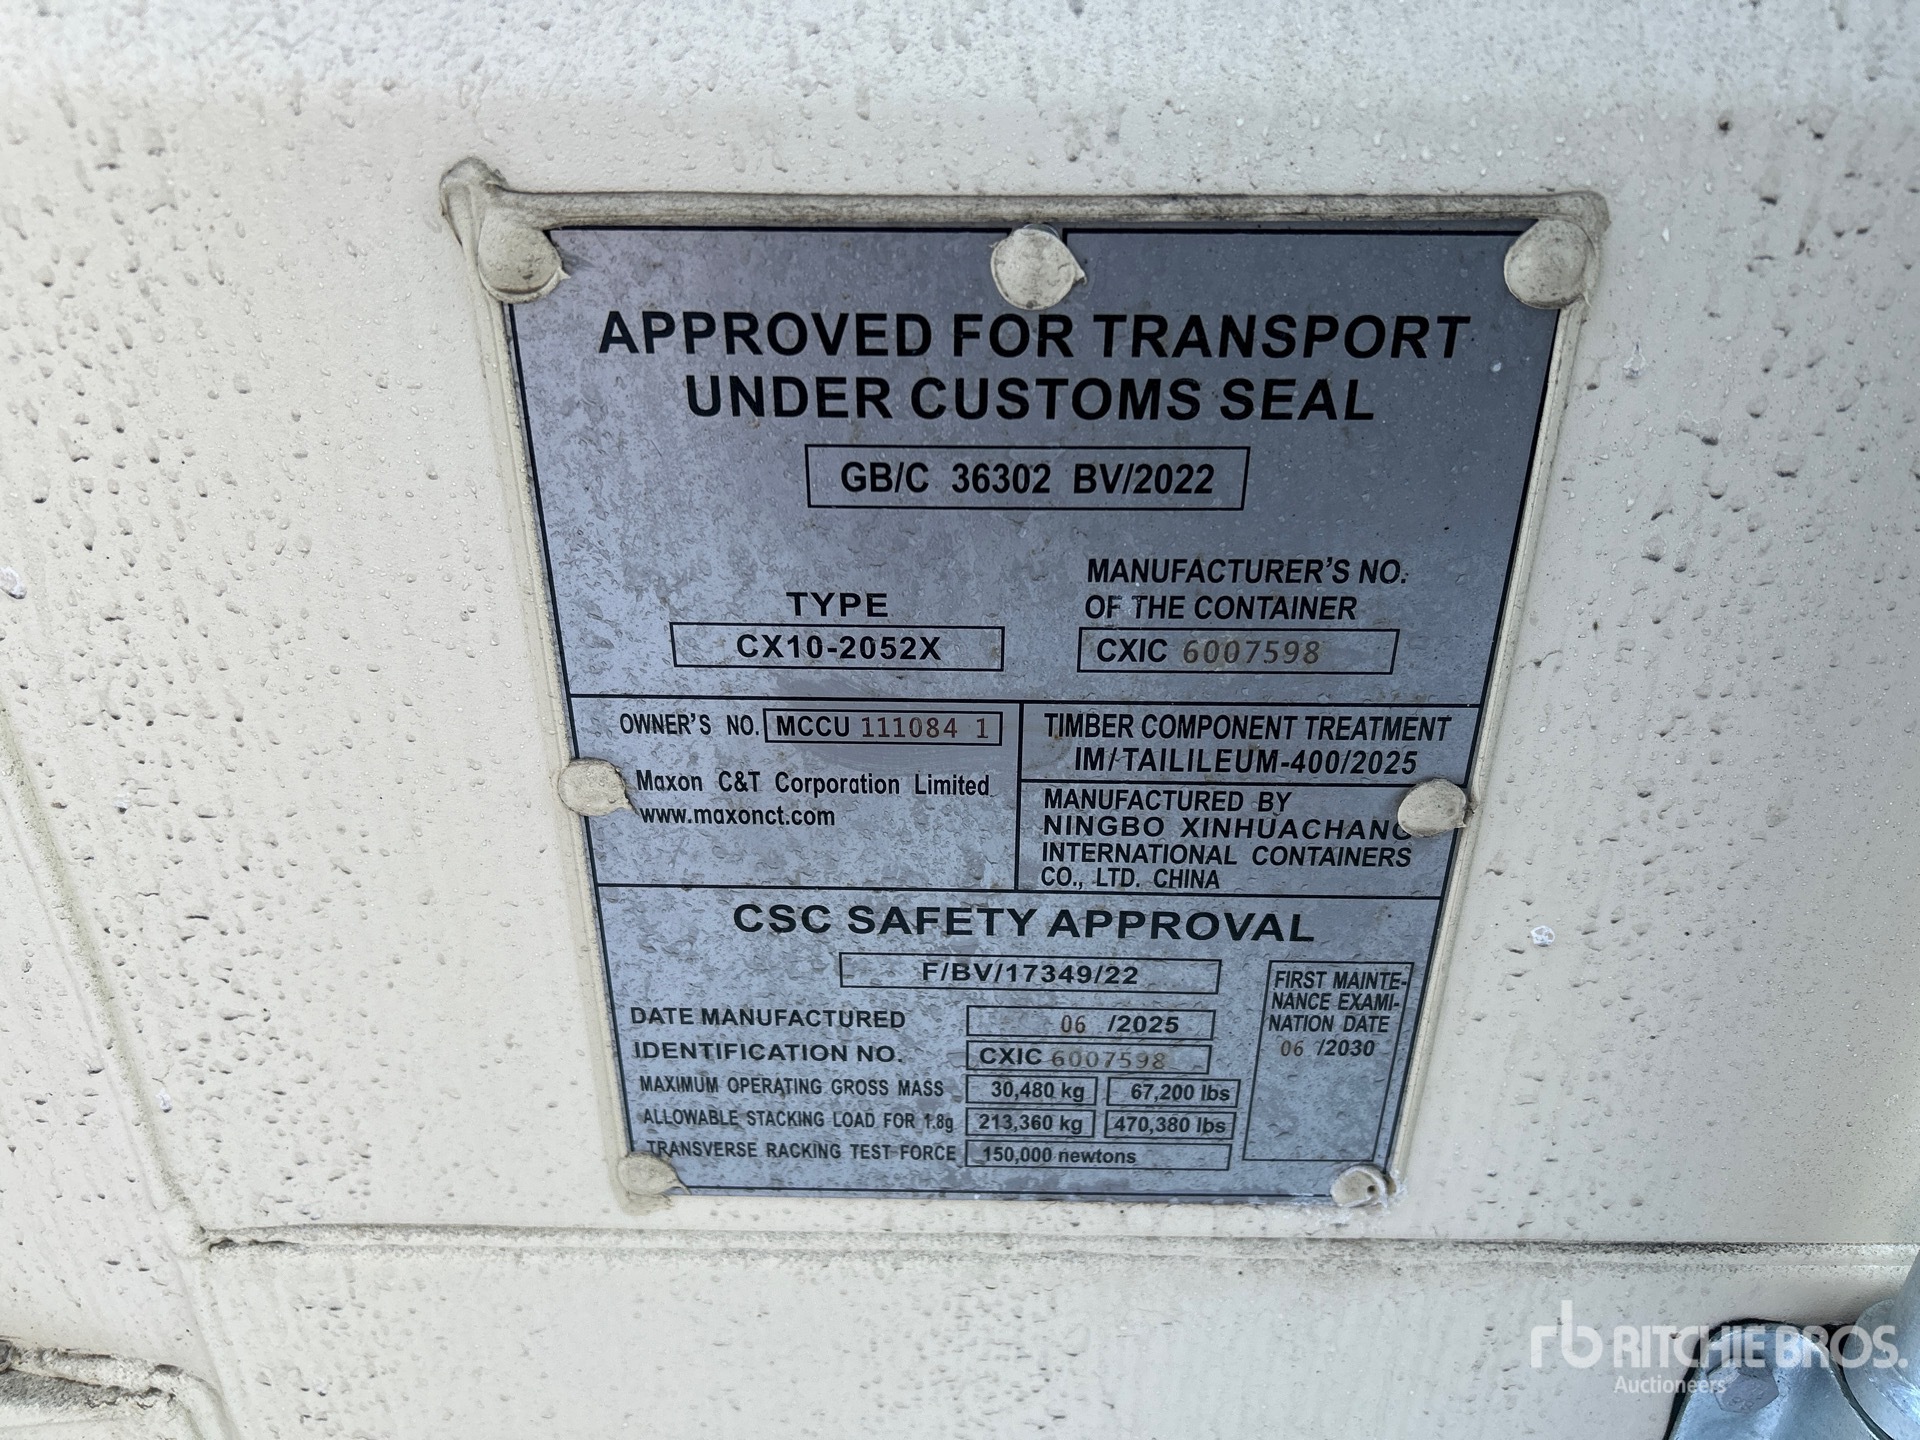 APPROVED FOR TRANSPORT
UNDER CUSTOMS SEAL
GB/C 36302 BV/2022
TYPE
CX10-2052X
MANUFACTURER'S NO.
OF THE CONTAINER
CXIC 6007598
OWNER'S NO. MCCU 111084 1
Maxon C&T Corporation Limited
www.maxonct.com
TIMBER COMPONENT TREATMENT
IM/TAILILEUM-400/2025
MANUFACTURED BY
NINGBO XINHUACHANG
INTERNATIONAL CONTAINERS
CO., LTD. CHINA
CSC SAFETY APPROVAL
F/BV/17349/22
DATE MANUFACTURED 06 /2025
IDENTIFICATION NO. CXIC 6007598
MAXIMUM OPERATING GROSS MASS 30,480 kg 67,200 lbs
ALLOWABLE STACKING LOAD FOR 1.8g 213,360 kg 470,380 lbs
TRANSVERSE RACKING TEST FORCE 150,000 newtons
FIRST MAINTE-
NANCE EXAMI-
NATION DATE
06 /2030
rb RITCHIE BROS.
Auctioneers